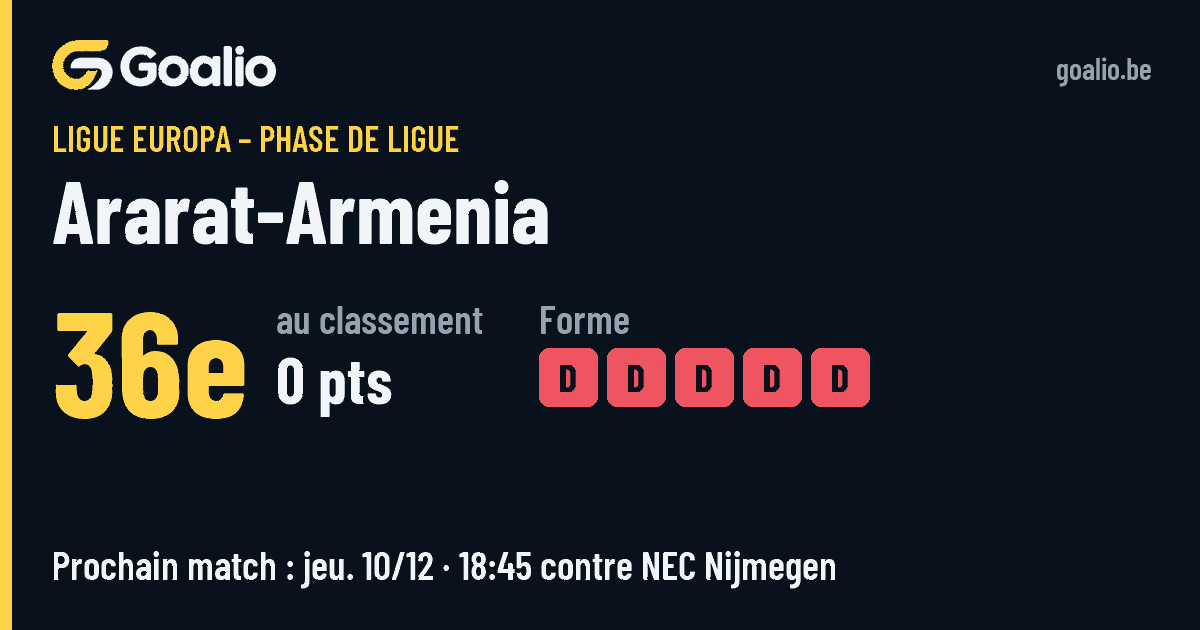 Goalio
goalio.be
LIGUE EUROPA – PHASE DE LIGUE
Ararat-Armenia
36e
au classement
0 pts
Forme
D D D D D
Prochain match : jeu. 10/12 · 18:45 contre NEC Nijmegen